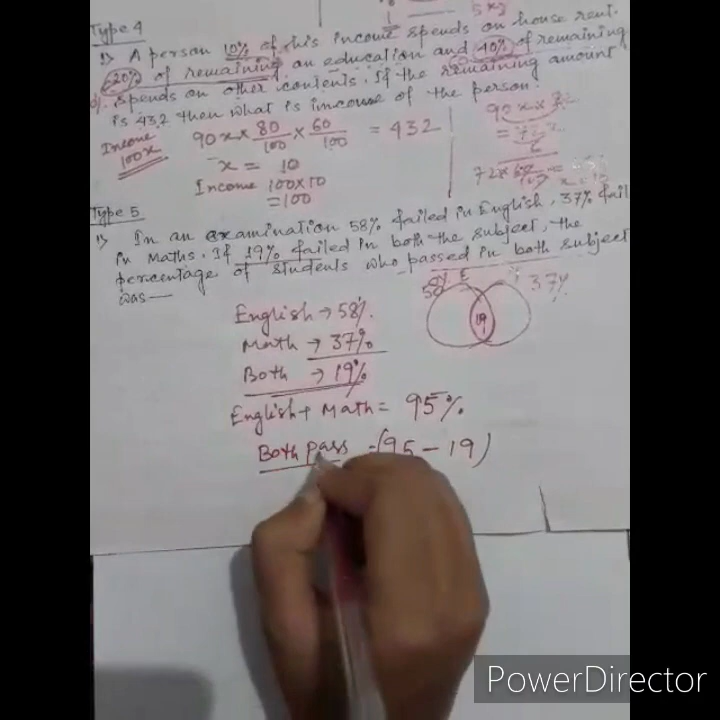 Type 4
1) A person 10% of his income spends on house rent.
20% of remaining on education and 40% of remaining
spends on other contents. If the remaining amount
is 432 then what is income of the person.
Income
100x
90x × 80/100 × 60/100 = 432
x = 10
Income 100×10
=100
90x ×
Type 5
1) In an examination 58% failed in English, 37% fail
in Maths. If 19% failed in both the subject, the
percentage of students who passed in both subject
was—
E
37%
19
English → 58%
Math → 37%
Both → 19%
English + Math = 95%
Both pass = (95 – 19)
PowerDirector